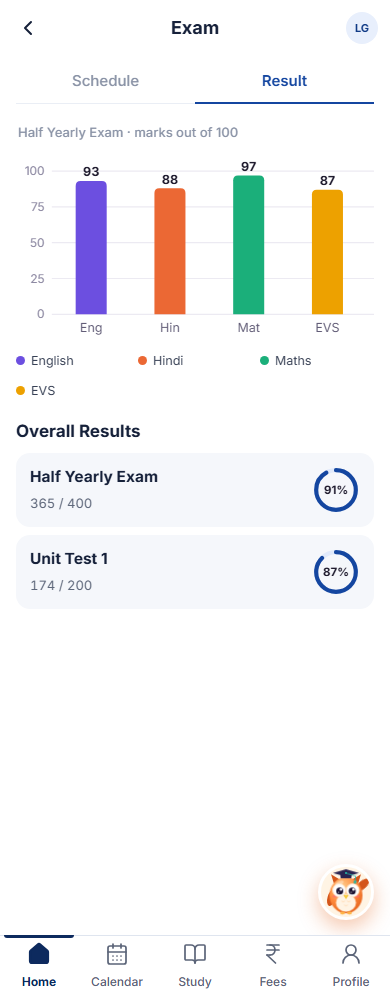 Exam
LG
Schedule
Result
Half Yearly Exam · marks out of 100
100
75
50
25
0
93
88
97
87
Eng
Hin
Mat
EVS
English
Hindi
Maths
EVS
Overall Results
Half Yearly Exam
365 / 400
91%
Unit Test 1
174 / 200
87%
Home
Calendar
Study
Fees
Profile